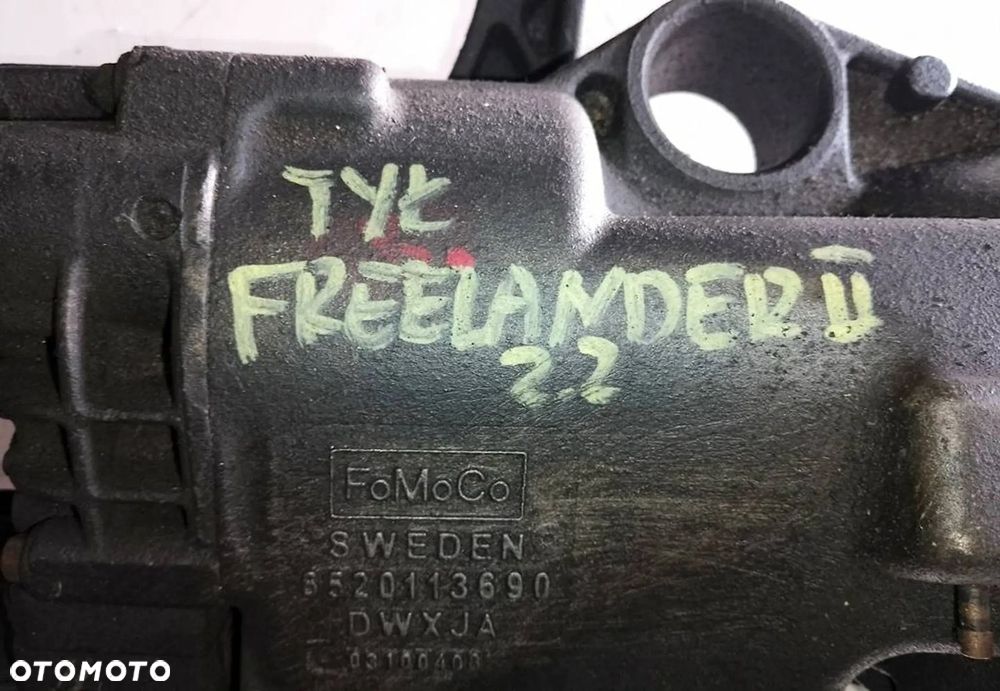 TYŁ
FREELANDER II
2.2
FoMoCo
SWEDEN
6520113690
DWXJA
OTOMOTO